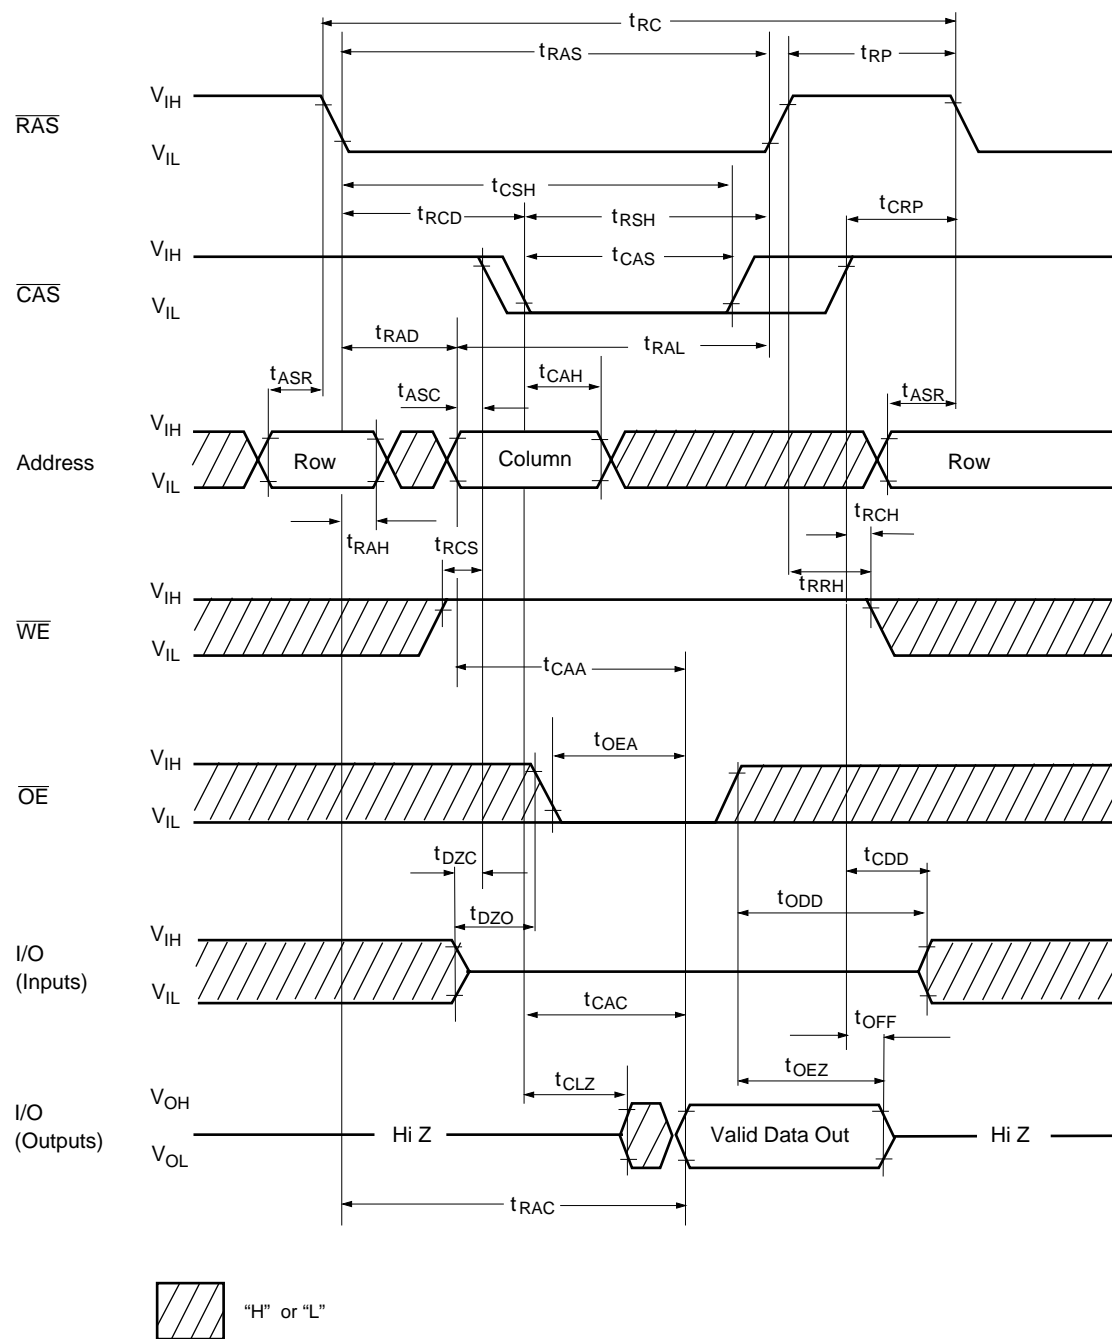 tRC
tRAS
tRP
VIH
RAS
VIL
tCSH
tCRP
tRCD
tRSH
VIH
tCAS
CAS
VIL
tRAD
tRAL
tASR
tCAH
tASC
tASR
VIH
Address
Row
Column
Row
VIL
tRCH
tRAH
tRCS
tRRH
VIH
WE
VIL
tCAA
tOEA
VIH
OE
VIL
tDZC
tCDD
tODD
tDZO
VIH
I/O
(Inputs)
VIL
tCAC
tOFF
tOEZ
tCLZ
VOH
I/O
(Outputs)
Hi Z
Valid Data Out
Hi Z
VOL
tRAC
“H” or “L”